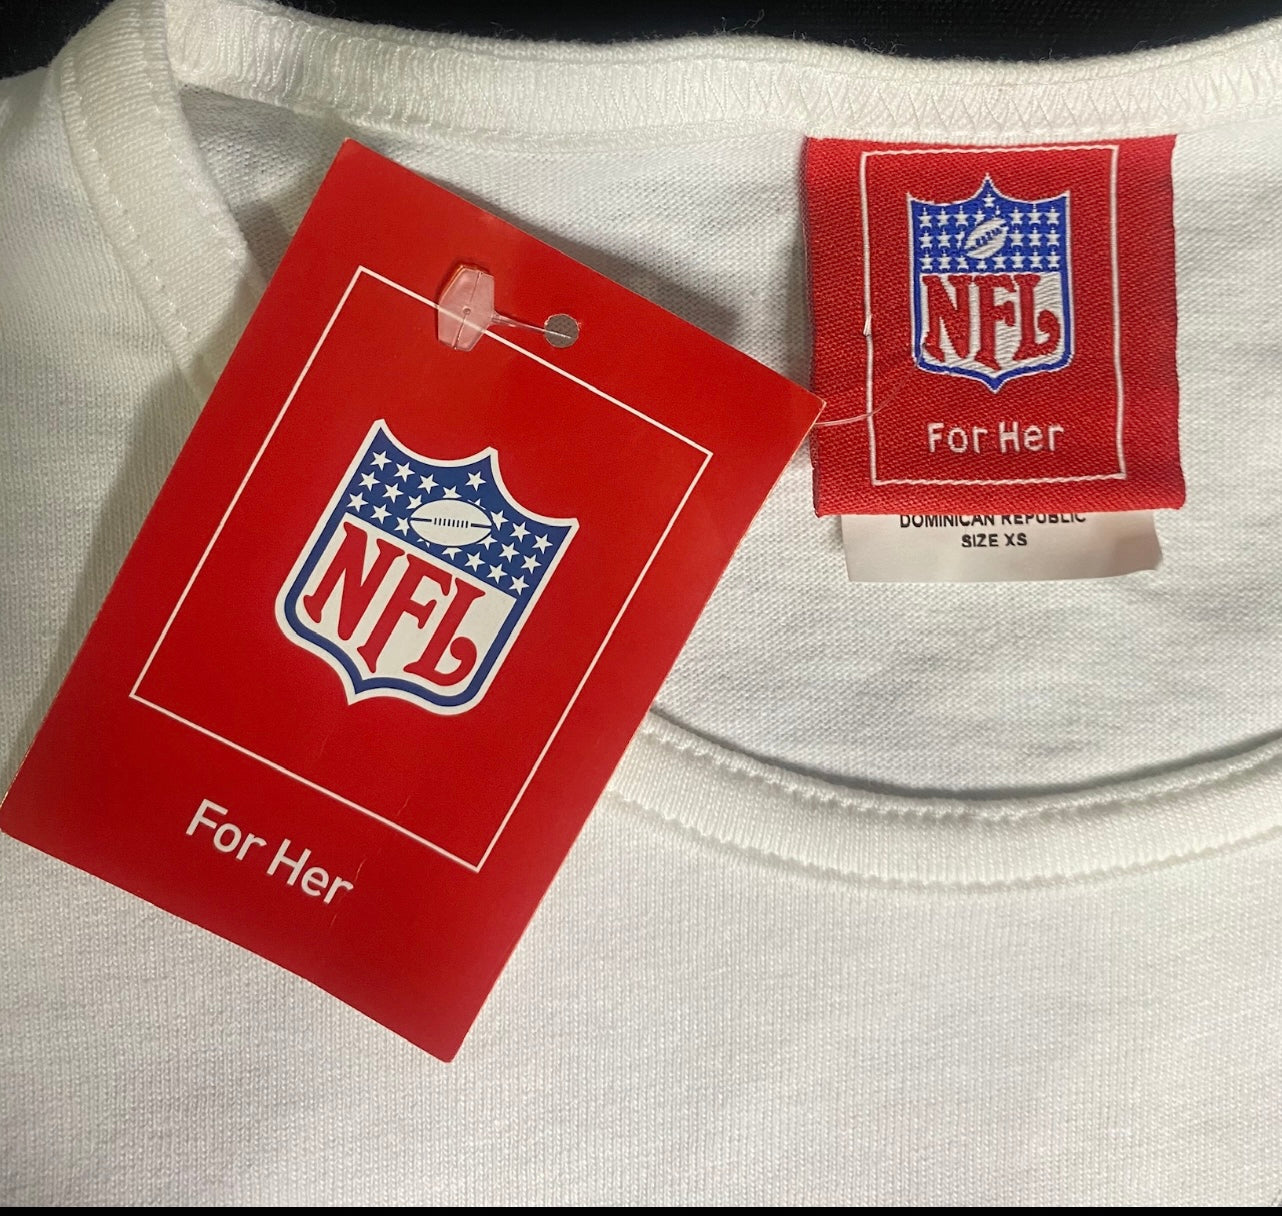 NFL
For Her
NFL
For Her
DOMINICAN REPUBLIC
SIZE XS